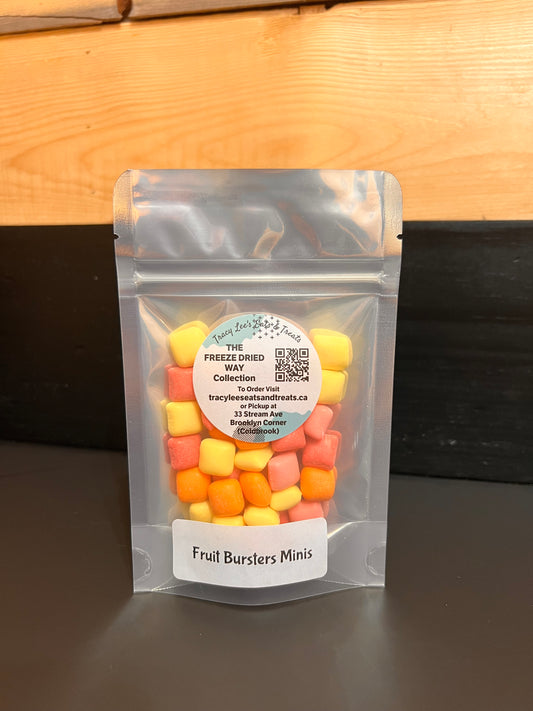 Tracy Lee's Eats & Treats
THE
FREEZE DRIED
WAY
Collection
To Order Visit
tracyleeseatsandtreats.ca
or Pickup at
33 Stream Ave
Brooklyn Corner
(Coldbrook)
Fruit Bursters Minis